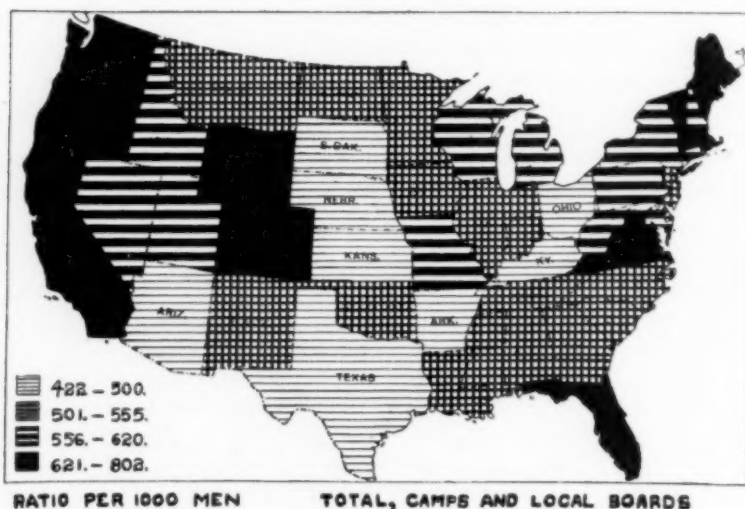 S. DAK.
NEBR.
OHIO
KANS.
KY.
ARIZ.
ARK.
TEXAS
422.-500.
501.-555.
556.-620.
621.-802.
RATIO PER 1000 MEN TOTAL, CAMPS AND LOCAL BOARDS